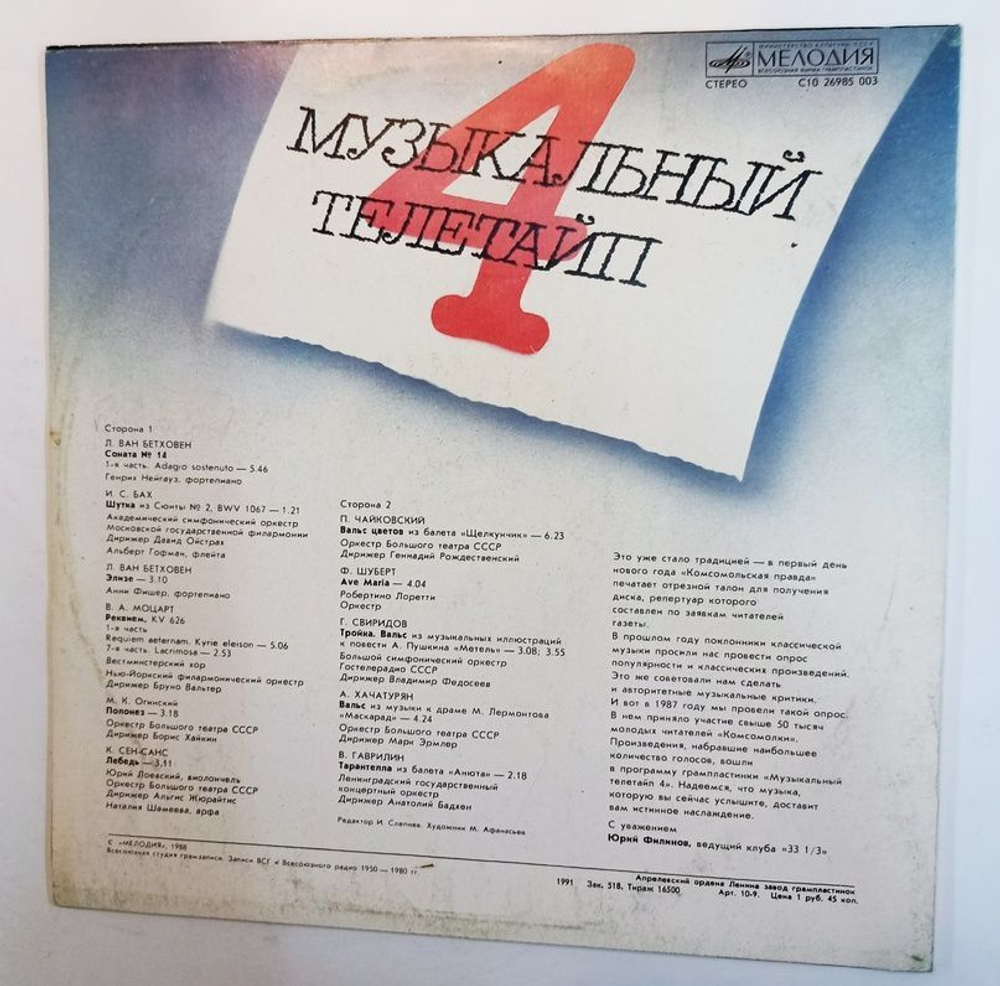 МИНИСТЕРСТВО КУЛЬТУРЫ СССР
МЕЛОДИЯ
ВСЕСОЮЗНАЯ ФИРМА ГРАМПЛАСТИНОК
СТЕРЕО С10 26985 003
4
МУЗЫКАЛЬНЫЙ
ТЕЛЕТАЙП
Сторона 1
Л. ВАН БЕТХОВЕН
Соната № 14
1-я часть. Adagio sostenuto — 5.46
Генрих Нейгауз, фортепиано
И. С. БАХ
Шутка из Сюиты № 2, BWV 1067 — 1.21
Академический симфонический оркестр
Московской государственной филармонии
Дирижер Давид Ойстрах
Альберт Гофман, флейта
Л. ВАН БЕТХОВЕН
Элизе — 3.10
Анни Фишер, фортепиано
В. А. МОЦАРТ
Реквием, KV 626
1-я часть
Requiem aeternam. Kyrie eleison — 5.06
7-я часть. Lacrimosa — 2.53
Вестминстерский хор
Нью-Йоркский филармонический оркестр
Дирижер Бруно Вальтер
М. К. Огинский
Полонез — 3.18
Оркестр Большого театра СССР
Дирижер Борис Хайкин
К. СЕН-САНС
Лебедь — 3.11
Юрий Лоевский, виолончель
Оркестр Большого театра СССР
Дирижер Альгис Жюрайтис
Наталия Шамеева, арфа
Сторона 2
П. ЧАЙКОВСКИЙ
Вальс цветов из балета «Щелкунчик» — 6.23
Оркестр Большого театра СССР
Дирижер Геннадий Рождественский
Ф. ШУБЕРТ
Ave Maria — 4.04
Робертино Лоретти
Оркестр
Г. СВИРИДОВ
Тройка. Вальс из музыкальных иллюстраций
к повести А. Пушкина «Метель» — 3.08; 3.55
Большой симфонический оркестр
Гостелерадио СССР
Дирижер Владимир Федосеев
А. ХАЧАТУРЯН
Вальс из музыки к драме М. Лермонтова
«Маскарад» — 4.24
Оркестр Большого театра СССР
Дирижер Марк Эрмлер
В. ГАВРИЛИН
Тарантелла из балета «Анюта» — 2.18
Ленинградский государственный
концертный оркестр
Дирижер Анатолий Бадхен
Редактор И. Слепнев. Художник М. Афанасьев
Это уже стало традицией — в первый день
нового года «Комсомольская правда»
печатает отрезной талон для получения
диска, репертуар которого
составлен по заявкам читателей
газеты.
В прошлом году поклонники классической
музыки просили нас провести опрос
популярности и классических произведений.
Это же советовали нам сделать
и авторитетные музыкальные критики.
И вот в 1987 году мы провели такой опрос.
В нем приняло участие свыше 50 тысяч
молодых читателей «Комсомолки».
Произведения, набравшие наибольшее
количество голосов, вошли
в программу грампластинки «Музыкальный
телетайп 4». Надеемся, что музыка,
которую вы сейчас услышите, доставит
вам истинное наслаждение.
С уважением
Юрий Филинов, ведущий клуба «33 1/3»
© «МЕЛОДИЯ», 1988
Всесоюзная студия грамзаписи. Записи ВСГ и Всесоюзного радио 1950 — 1980 гг.
Апрелевский ордена Ленина завод грампластинок
1991 Зак. 518. Тираж 16500 Арт. 10-9. Цена 1 руб. 45 коп.